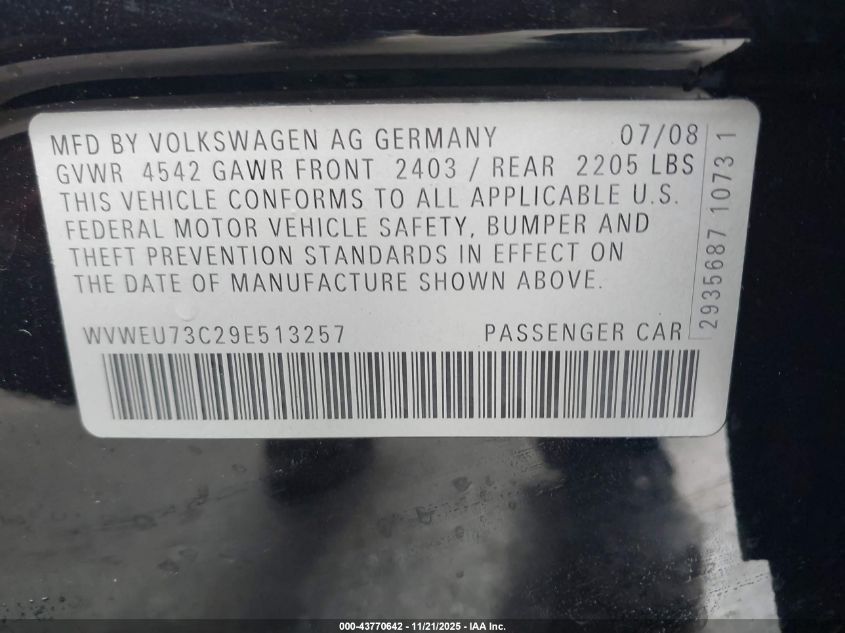 MFD BY VOLKSWAGEN AG GERMANY 07/08
GVWR 4542 GAWR FRONT 2403 / REAR 2205 LBS
THIS VEHICLE CONFORMS TO ALL APPLICABLE U.S.
FEDERAL MOTOR VEHICLE SAFETY, BUMPER AND
THEFT PREVENTION STANDARDS IN EFFECT ON
THE DATE OF MANUFACTURE SHOWN ABOVE.
WVWEU73C29E513257 PASSENGER CAR
2935687 1073 1
000-43770642 - 11/21/2025 - IAA Inc.